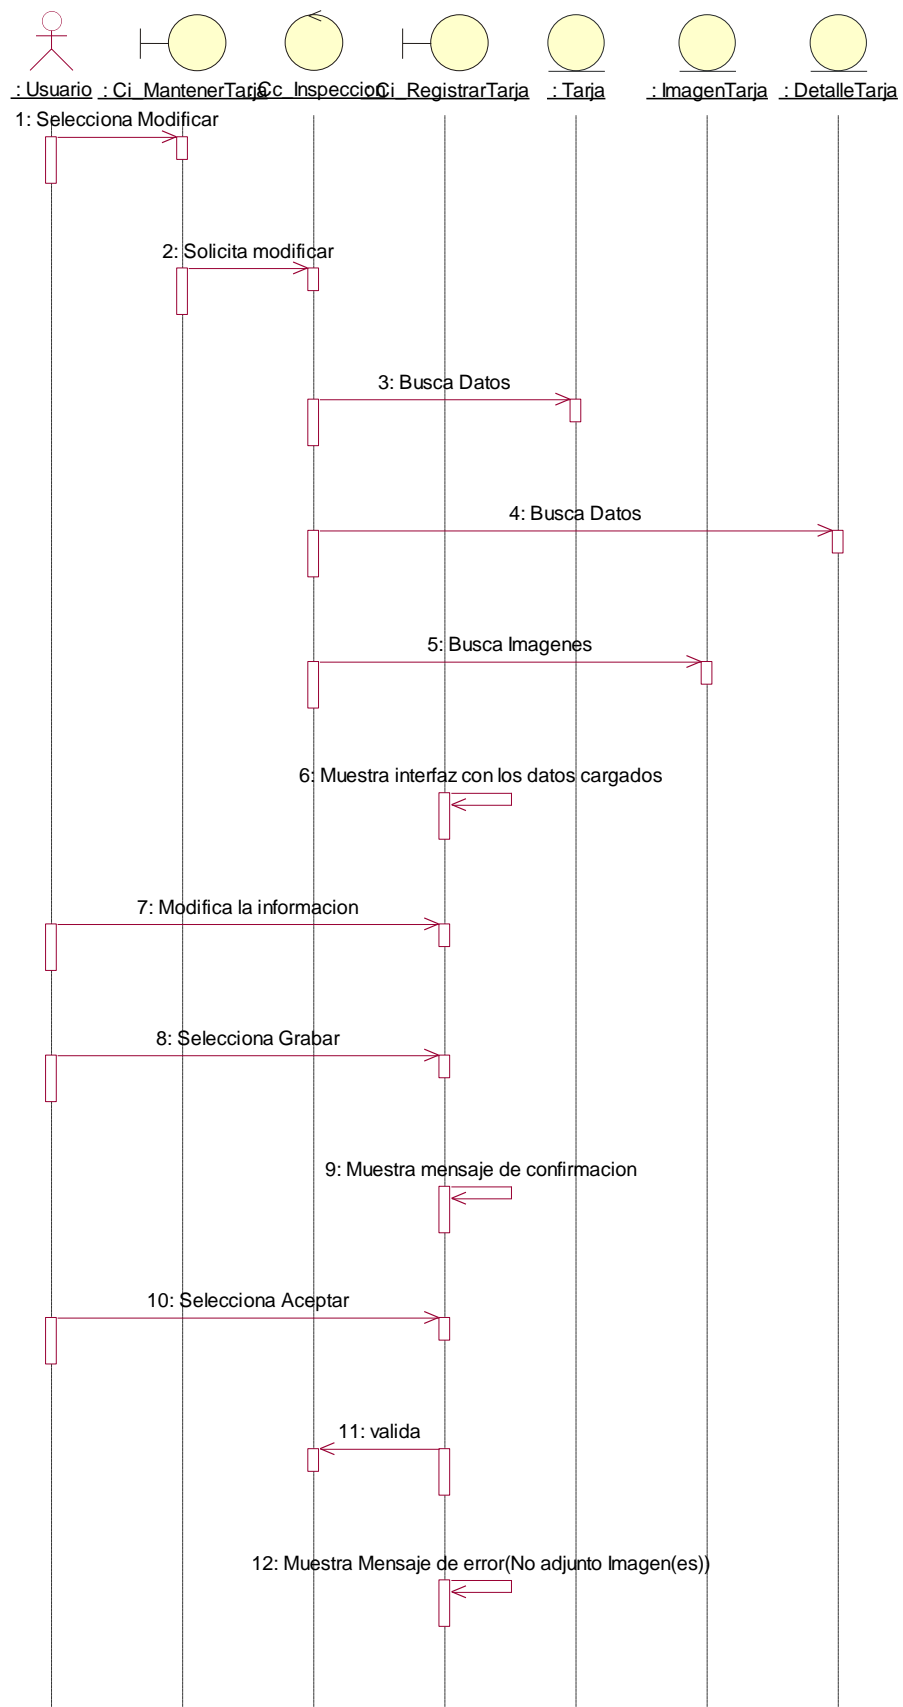 : Usuario
: Ci_MantenerTarja
: Cc_Inspeccion
: Ci_RegistrarTarja
: Tarja
: ImagenTarja
: DetalleTarja
1: Selecciona Modificar
2: Solicita modificar
3: Busca Datos
4: Busca Datos
5: Busca Imagenes
6: Muestra interfaz con los datos cargados
7: Modifica la informacion
8: Selecciona Grabar
9: Muestra mensaje de confirmacion
10: Selecciona Aceptar
11: valida
12: Muestra Mensaje de error(No adjunto Imagen(es))